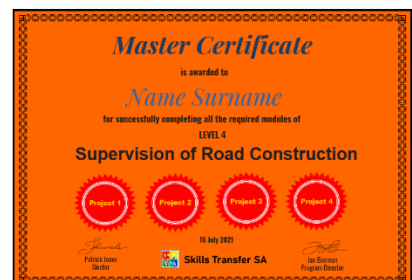 Master Certificate
is awarded to
Name Surname
for successfully completing all the required modules of
LEVEL 4
Supervision of Road Construction
Project 1 Project 2 Project 3 Project 4
16 July 2021
Patrick Jones
Mentor
Skills Transfer SA
Jan Bierman
Program Director